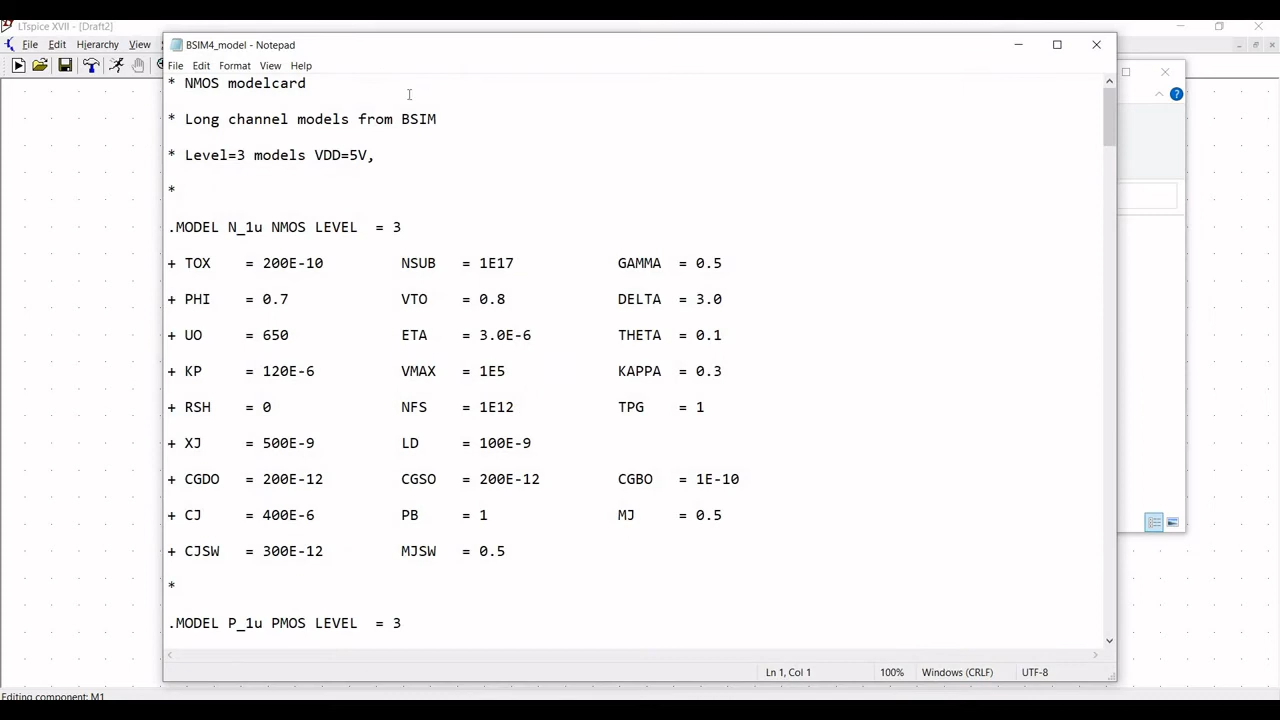 LTspice XVII - [Draft2]
File Edit Hierarchy View
BSIM4_model - Notepad
File Edit Format View Help
* NMOS modelcard
* Long channel models from BSIM
* Level=3 models VDD=5V,
*
.MODEL N_1u NMOS LEVEL = 3
+ TOX = 200E-10 NSUB = 1E17 GAMMA = 0.5
+ PHI = 0.7 VTO = 0.8 DELTA = 3.0
+ UO = 650 ETA = 3.0E-6 THETA = 0.1
+ KP = 120E-6 VMAX = 1E5 KAPPA = 0.3
+ RSH = 0 NFS = 1E12 TPG = 1
+ XJ = 500E-9 LD = 100E-9
+ CGDO = 200E-12 CGSO = 200E-12 CGBO = 1E-10
+ CJ = 400E-6 PB = 1 MJ = 0.5
+ CJSW = 300E-12 MJSW = 0.5
*
.MODEL P_1u PMOS LEVEL = 3
Ln 1, Col 1 100% Windows (CRLF) UTF-8
Editing component: M1